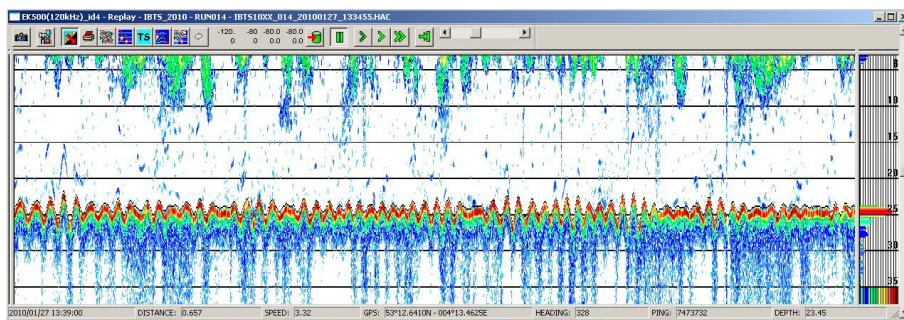 EK500(120kHz)_id4 - Replay - IBTS_2010 - RUN014 - IBTS10XX_014_20100127_133455.HAC
TS -120. -80 -80.0 -80.0
0 0 0.0 0.0
10
15
20
25
30
35
2010/01/27 13:39:00 DISTANCE: 0.657 SPEED: 3.32 GPS: 53°12.6410N - 004°13.4625E HEADING: 328 PING: 7473732 DEPTH: 23.45